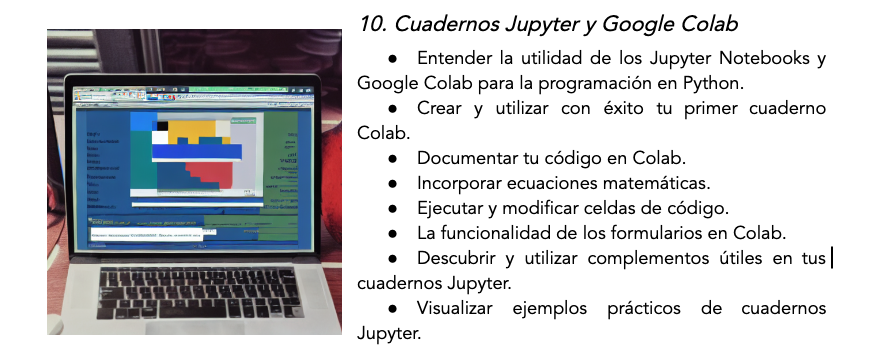 10. Cuadernos Jupyter y Google Colab
● Entender la utilidad de los Jupyter Notebooks y
Google Colab para la programación en Python.
● Crear y utilizar con éxito tu primer cuaderno
Colab.
● Documentar tu código en Colab.
● Incorporar ecuaciones matemáticas.
● Ejecutar y modificar celdas de código.
● La funcionalidad de los formularios en Colab.
● Descubrir y utilizar complementos útiles en tus
cuadernos Jupyter.
● Visualizar ejemplos prácticos de cuadernos
Jupyter.